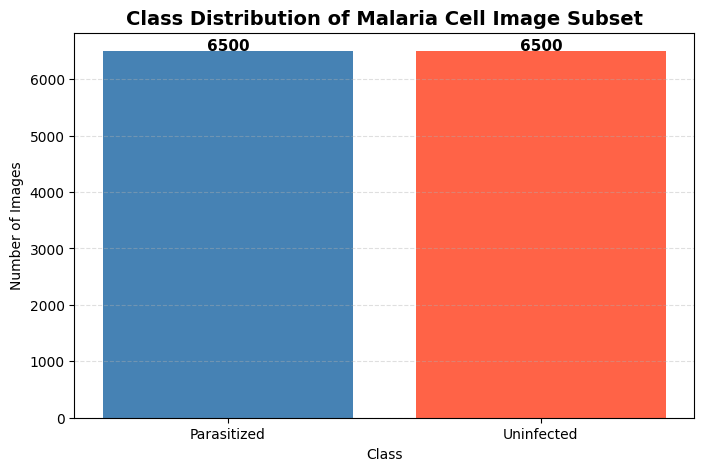 Class Distribution of Malaria Cell Image Subset
6500 6500
6000
5000
4000
3000
2000
1000
0
Number of Images
Parasitized Uninfected
Class